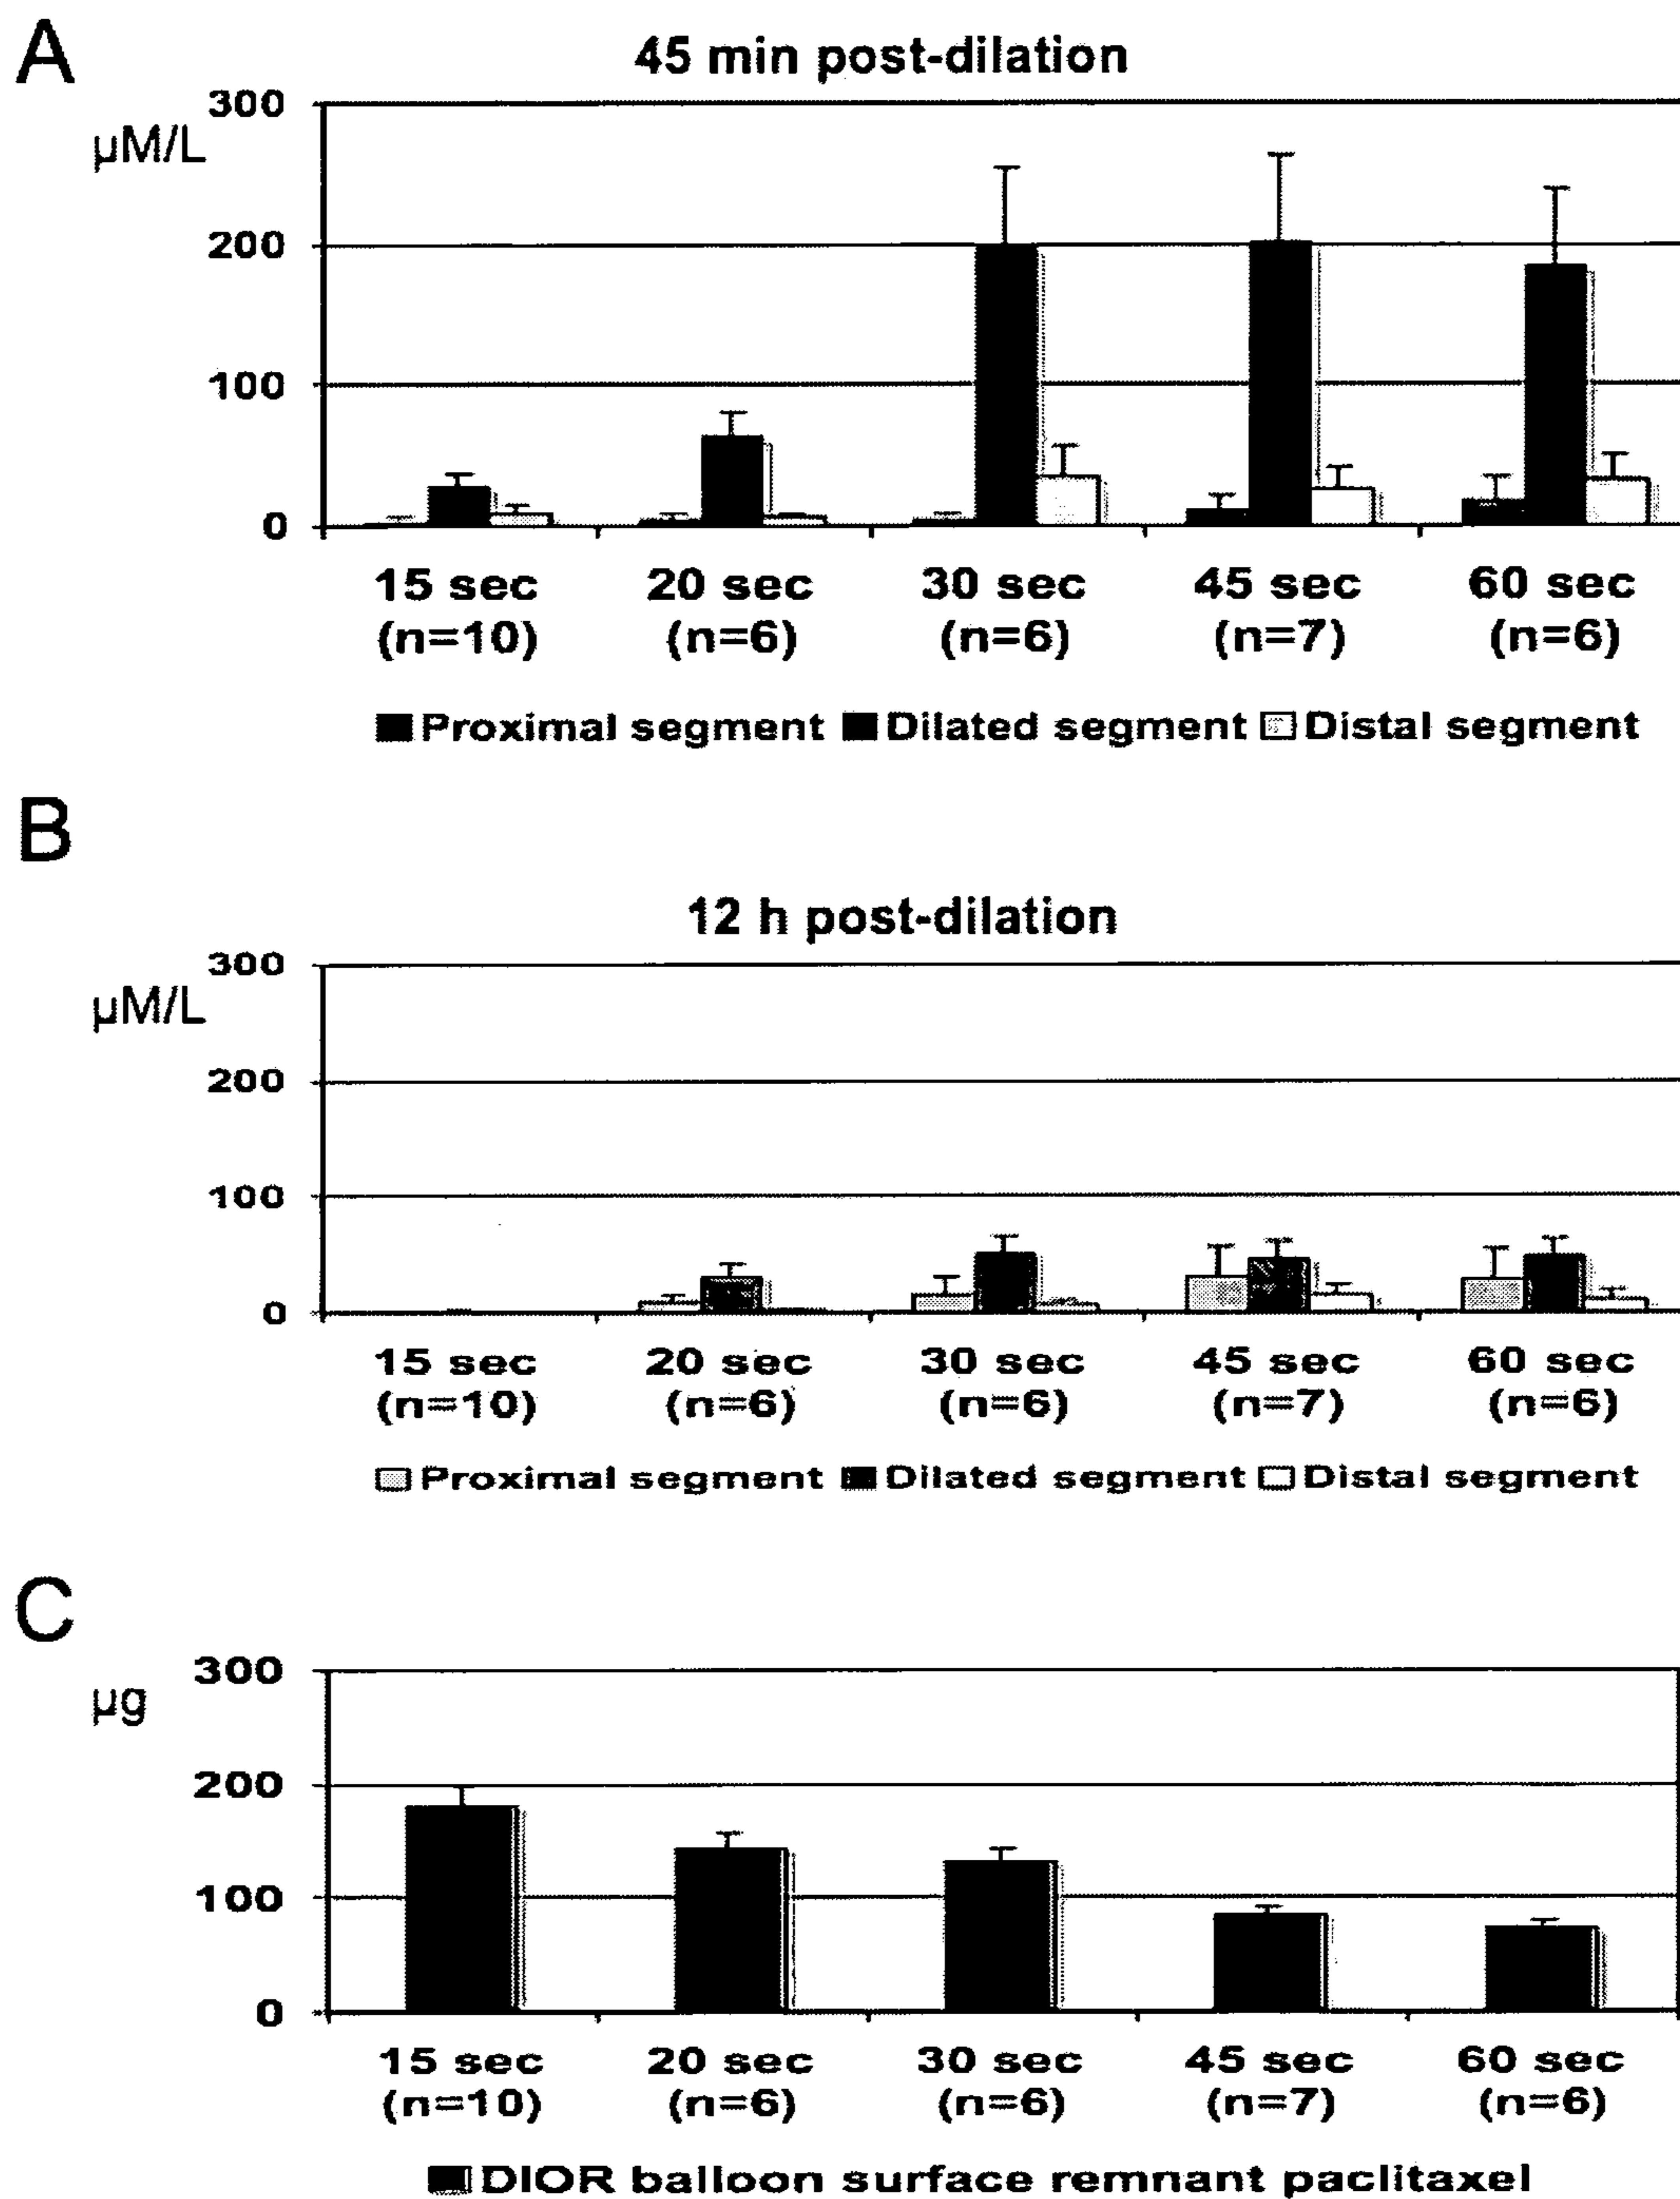 A
45 min post-dilation
300
µM/L
200
100
0
15 sec 20 sec 30 sec 45 sec 60 sec
(n=10) (n=6) (n=6) (n=7) (n=6)
Proximal segment Dilated segment Distal segment
B
12 h post-dilation
300
µM/L
200
100
0
15 sec 20 sec 30 sec 45 sec 60 sec
(n=10) (n=6) (n=6) (n=7) (n=6)
Proximal segment Dilated segment Distal segment
C
300
µg
200
100
0
15 sec 20 sec 30 sec 45 sec 60 sec
(n=10) (n=6) (n=6) (n=7) (n=6)
DIOR balloon surface remnant paclitaxel